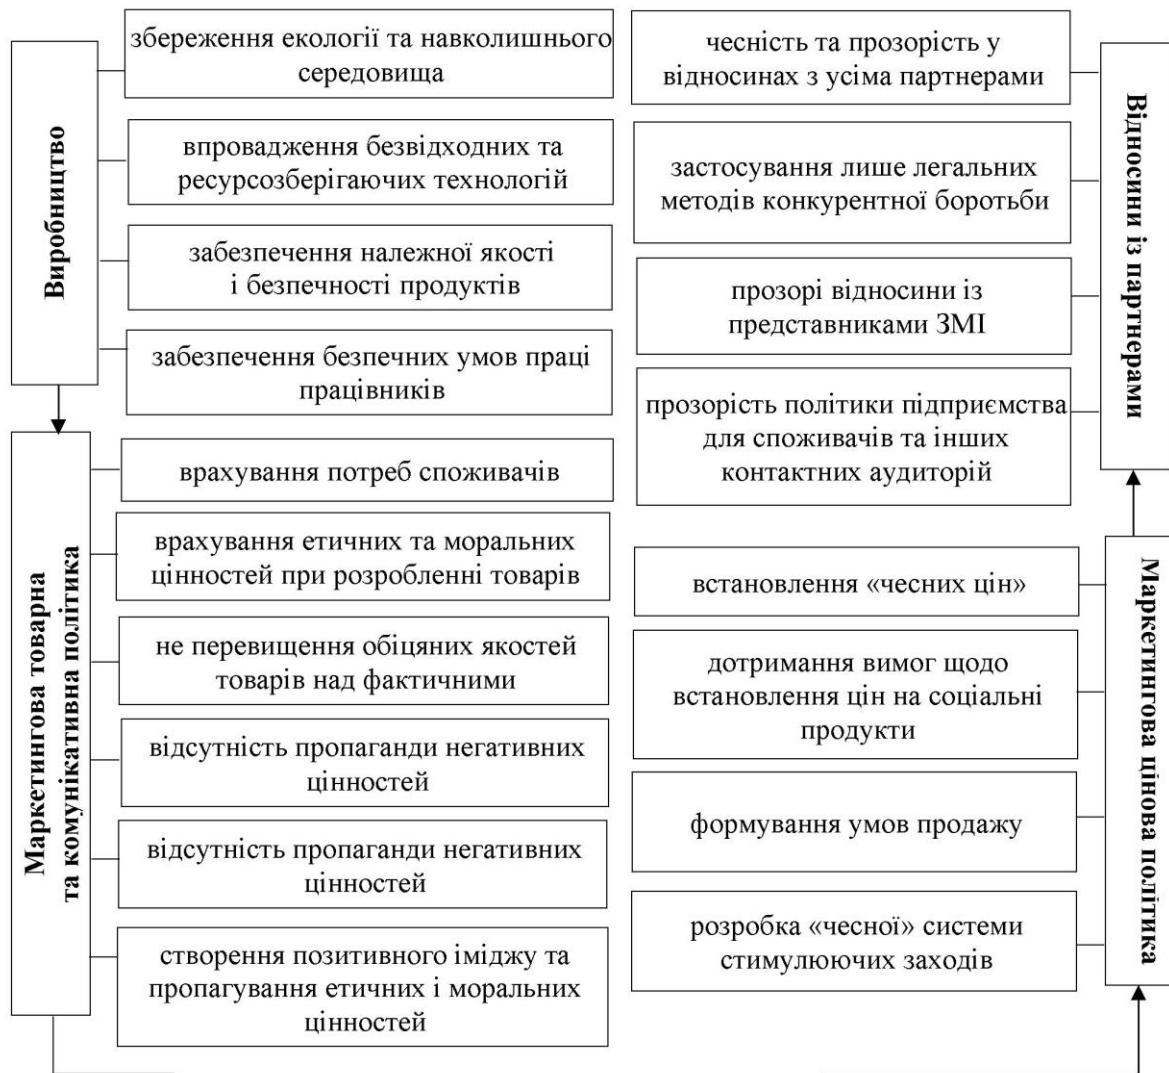 Виробництво
збереження екології та навколишнього
середовища
впровадження безвідходних та
ресурсозберігаючих технологій
забезпечення належної якості
і безпечності продуктів
забезпечення безпечних умов праці
працівників
Маркетингова товарна
та комунікативна політика
врахування потреб споживачів
врахування етичних та моральних
цінностей при розробленні товарів
не перевищення обіцяних якостей
товарів над фактичними
відсутність пропаганди негативних
цінностей
відсутність пропаганди негативних
цінностей
створення позитивного іміджу та
пропагування етичних і моральних
цінностей
чесність та прозорість у
відносинах з усіма партнерами
застосування лише легальних
методів конкурентної боротьби
прозорі відносини із
представниками ЗМІ
прозорість політики підприємства
для споживачів та інших
контактних аудиторій
Відносини із партнерами
встановлення «чесних цін»
дотримання вимог щодо
встановлення цін на соціальні
продукти
формування умов продажу
розробка «чесної» системи
стимулюючих заходів
Маркетингова цінова політика